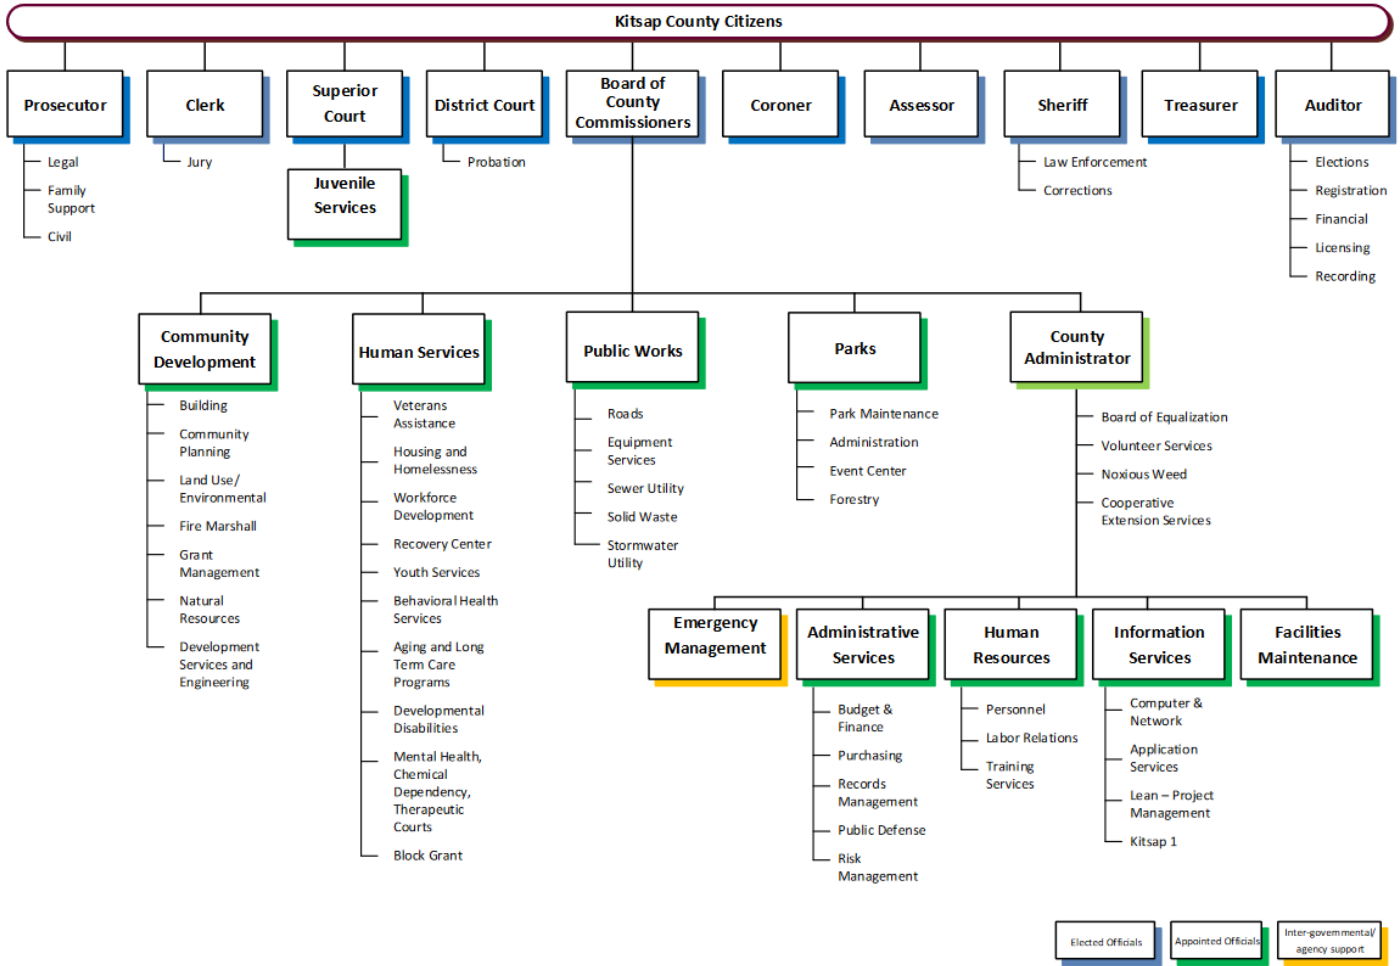 Kitsap County Citizens
Prosecutor
Legal
Family
Support
Civil
Clerk
Jury
Superior
Court
Juvenile
Services
District Court
Probation
Board of
County
Commissioners
Coroner
Assessor
Sheriff
Law Enforcement
Corrections
Treasurer
Auditor
Elections
Registration
Financial
Licensing
Recording
Community
Development
Building
Community
Planning
Land Use/
Environmental
Fire Marshall
Grant
Management
Natural
Resources
Development
Services and
Engineering
Human Services
Veterans
Assistance
Housing and
Homelessness
Workforce
Development
Recovery Center
Youth Services
Behavioral Health
Services
Aging and Long
Term Care
Programs
Developmental
Disabilities
Mental Health,
Chemical
Dependency,
Therapeutic
Courts
Block Grant
Public Works
Roads
Equipment
Services
Sewer Utility
Solid Waste
Stormwater
Utility
Parks
Park Maintenance
Administration
Event Center
Forestry
County
Administrator
Board of Equalization
Volunteer Services
Noxious Weed
Cooperative
Extension Services
Emergency
Management
Administrative
Services
Budget &
Finance
Purchasing
Records
Management
Public Defense
Risk
Management
Human
Resources
Personnel
Labor Relations
Training
Services
Information
Services
Computer &
Network
Application
Services
Lean – Project
Management
Kitsap 1
Facilities
Maintenance
Elected Officials
Appointed Officials
Inter-governmental/
agency support